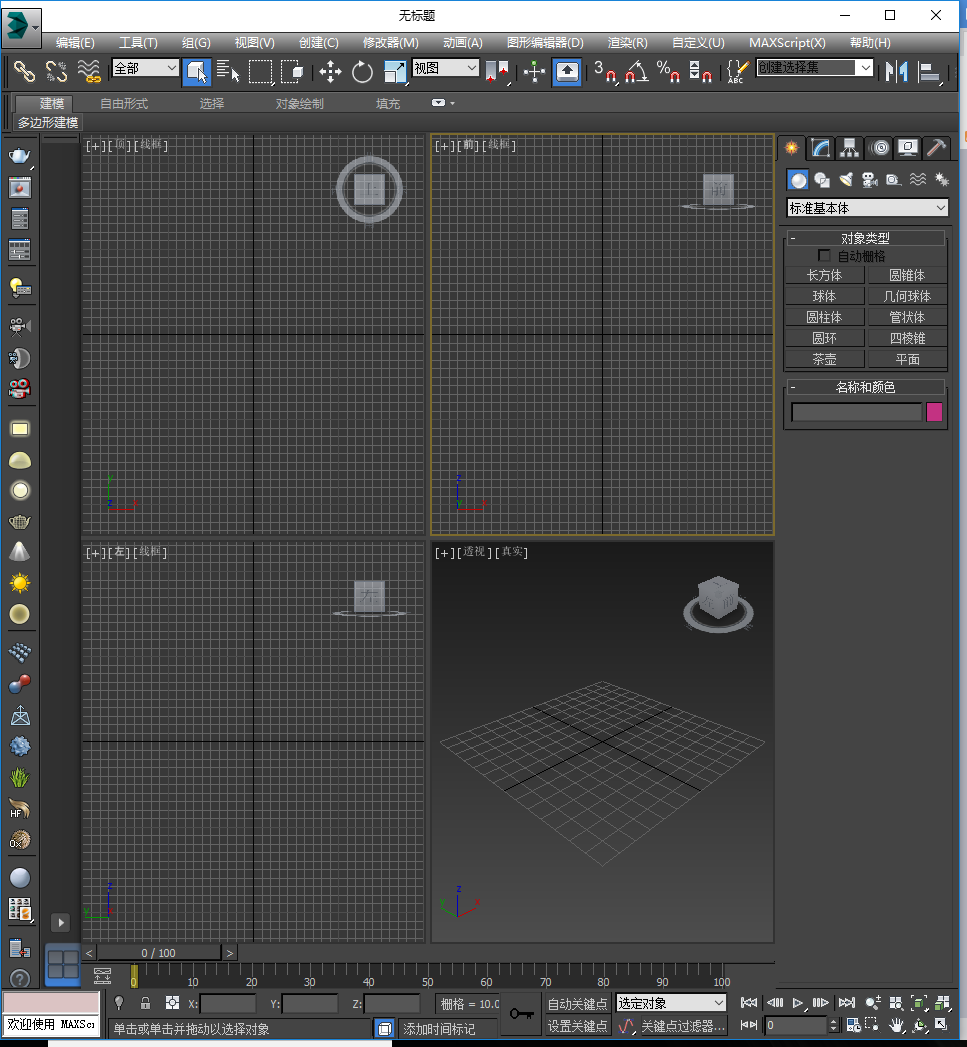 无标题
编辑(E) 工具(T) 组(G) 视图(V) 创建(C) 修改器(M) 动画(A) 图形编辑器(D) 渲染(R) 自定义(U) MAXScript(X) 帮助(H)
全部 视图 3 % ABC 创建选择集
建模 自由形式 选择 对象绘制 填充
多边形建模
[+][顶][线框] [+][前][线框]
上 前
标准基本体
- 对象类型
自动栅格
长方体 圆锥体
球体 几何球体
圆柱体 管状体
圆环 四棱锥
茶壶 平面
- 名称和颜色
y z x z y x
[+][左][线框] [+][透视][真实]
左
HF
OX
z y z y x
< 0 / 100 >
0 10 20 30 40 50 60 70 80 90 100
X: Y: Z: 栅格 = 10.0 自动关键点 选定对象
欢迎使用 MAXScr 单击或单击并拖动以选择对象 添加时间标记 设置关键点 关键点过滤器... 0